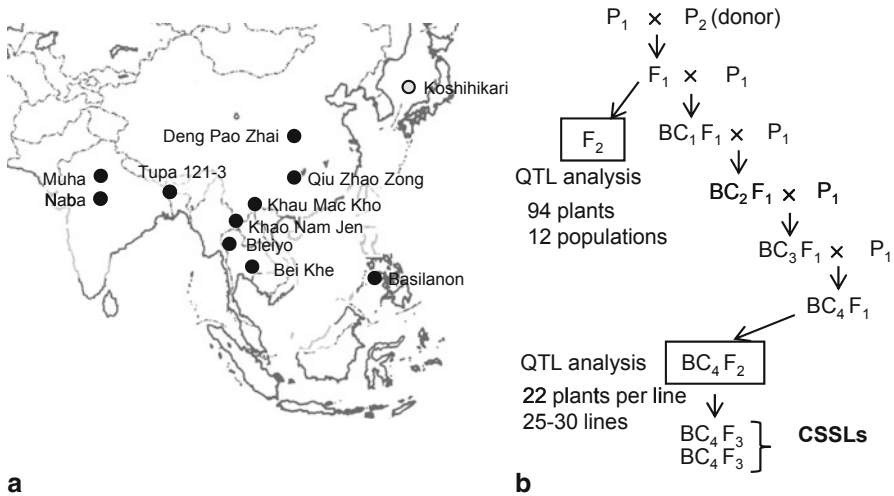 Koshihikari
Deng Pao Zhai
Muha
Tupa 121-3
Qiu Zhao Zong
Naba
Khau Mac Kho
Khao Nam Jen
Bleiyo
Bei Khe
Basilanon
a
P₁ × P₂ (donor)
F₁ × P₁
F₂
BC₁F₁ × P₁
QTL analysis
94 plants
12 populations
BC₂F₁ × P₁
BC₃F₁ × P₁
BC₄F₁
QTL analysis
BC₄F₂
22 plants per line
25-30 lines
BC₄F₃
BC₄F₃
CSSLs
b